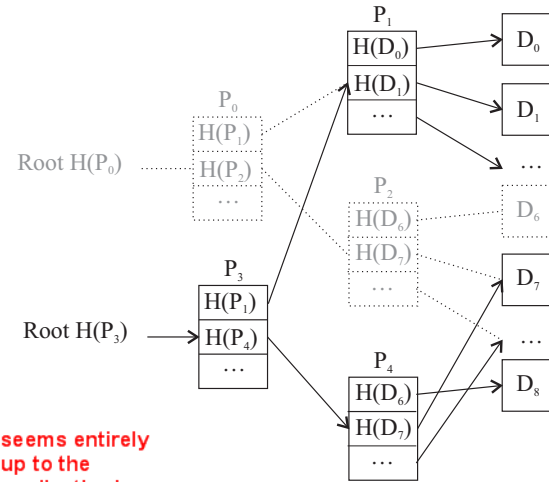 P₁
H(D₀)
H(D₁)
...
D₀
D₁
...
P₀
H(P₁)
H(P₂)
...
Root H(P₀)
P₂
H(D₆)
H(D₇)
...
D₆
D₇
...
D₈
P₃
H(P₁)
H(P₄)
...
Root H(P₃)
P₄
H(D₆)
H(D₇)
...
seems entirely
up to the